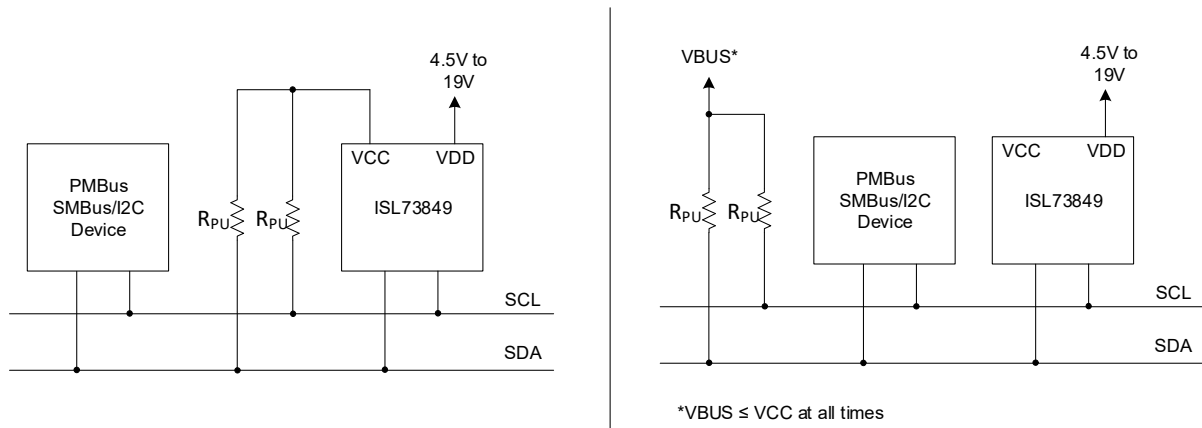 4.5V to
19V
VCC
VDD
PMBus
SMBus/I2C
Device
ISL73849
RPU
RPU
SCL
SDA
VBUS*
4.5V to
19V
VCC
VDD
PMBus
SMBus/I2C
Device
ISL73849
RPU
RPU
SCL
SDA
*VBUS ≤ VCC at all times